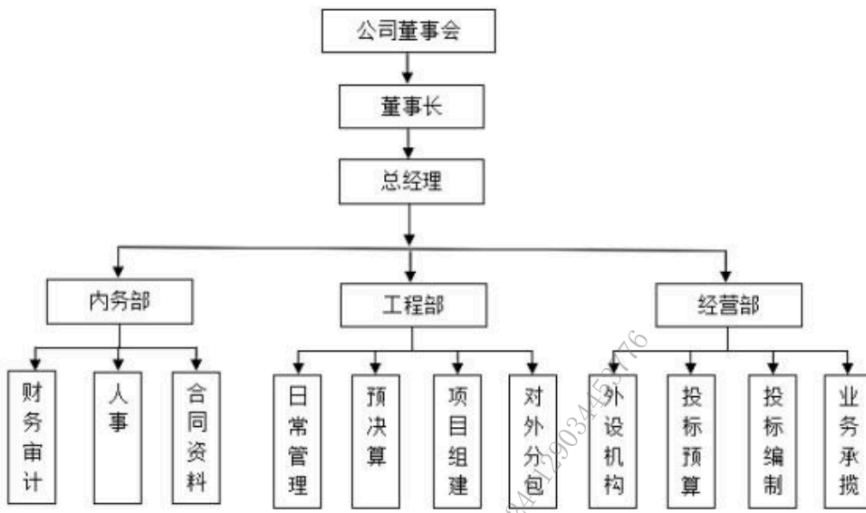 公司董事会
董事长
总经理
内务部
工程部
经营部
财务审计
人事
合同资料
日常管理
预决算
项目组建
对外分包
外设机构
投标预算
投标编制
业务承揽